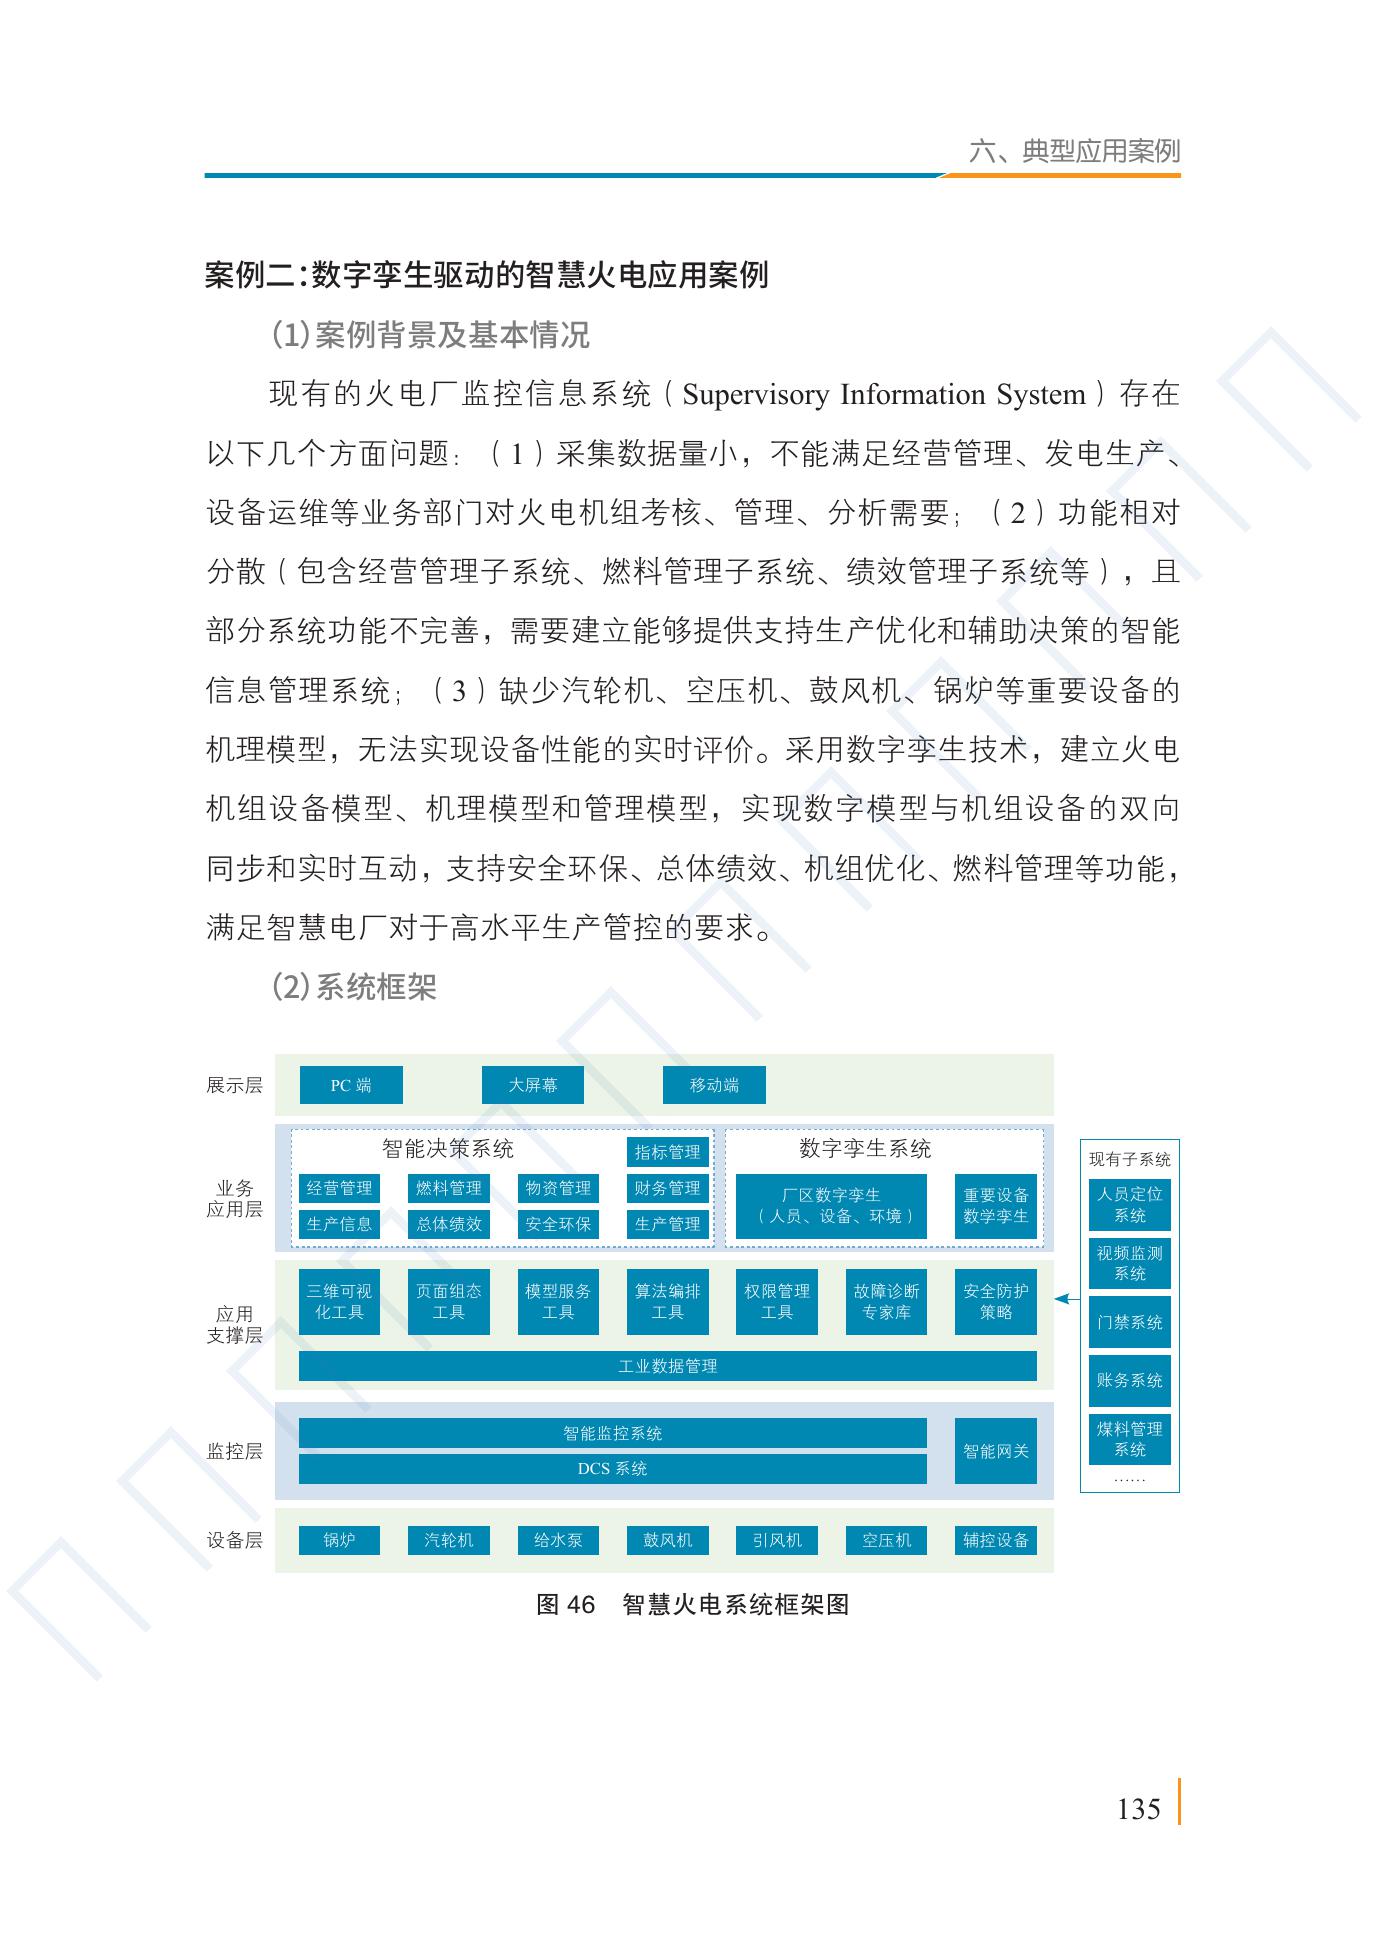 六、典型应用案例
案例二：数字孪生驱动的智慧火电应用案例
（1）案例背景及基本情况
现有的火电厂监控信息系统（Supervisory Information System）存在
以下几个方面问题：（1）采集数据量小，不能满足经营管理、发电生产、
设备运维等业务部门对火电机组考核、管理、分析需要；（2）功能相对
分散（包含经营管理子系统、燃料管理子系统、绩效管理子系统等），且
部分系统功能不完善，需要建立能够提供支持生产优化和辅助决策的智能
信息管理系统；（3）缺少汽轮机、空压机、鼓风机、锅炉等重要设备的
机理模型，无法实现设备性能的实时评价。采用数字孪生技术，建立火电
机组设备模型、机理模型和管理模型，实现数字模型与机组设备的双向
同步和实时互动，支持安全环保、总体绩效、机组优化、燃料管理等功能，
满足智慧电厂对于高水平生产管控的要求。
（2）系统框架
展示层
PC 端
大屏幕
移动端
业务
应用层
智能决策系统
指标管理
经营管理
燃料管理
物资管理
财务管理
生产信息
总体绩效
安全环保
生产管理
数字孪生系统
厂区数字孪生
（人员、设备、环境）
重要设备
数学孪生
应用
支撑层
三维可视
化工具
页面组态
工具
模型服务
工具
算法编排
工具
权限管理
工具
故障诊断
专家库
安全防护
策略
工业数据管理
监控层
智能监控系统
DCS 系统
智能网关
设备层
锅炉
汽轮机
给水泵
鼓风机
引风机
空压机
辅控设备
现有子系统
人员定位
系统
视频监测
系统
门禁系统
账务系统
煤料管理
系统
……
图 46 智慧火电系统框架图
135